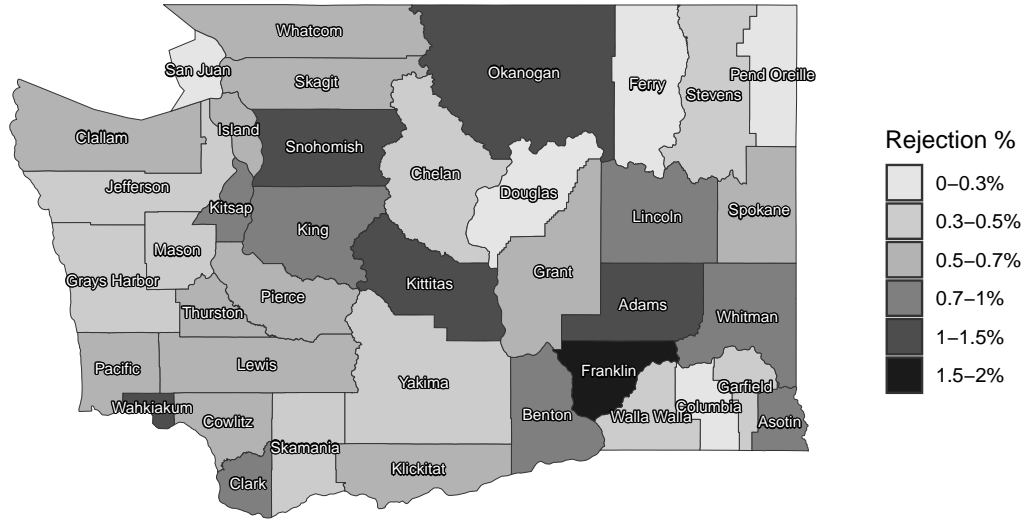 Whatcom
San Juan
Skagit
Okanogan
Ferry
Stevens
Pend Oreille
Clallam
Island
Snohomish
Chelan
Jefferson
Douglas
Kitsap
King
Lincoln
Spokane
Mason
Grays Harbor
Kittitas
Grant
Pierce
Thurston
Adams
Whitman
Pacific
Lewis
Yakima
Franklin
Garfield
Wahkiakum
Cowlitz
Benton
Walla Walla
Columbia
Asotin
Skamania
Klickitat
Clark
Rejection %
0–0.3%
0.3–0.5%
0.5–0.7%
0.7–1%
1–1.5%
1.5–2%